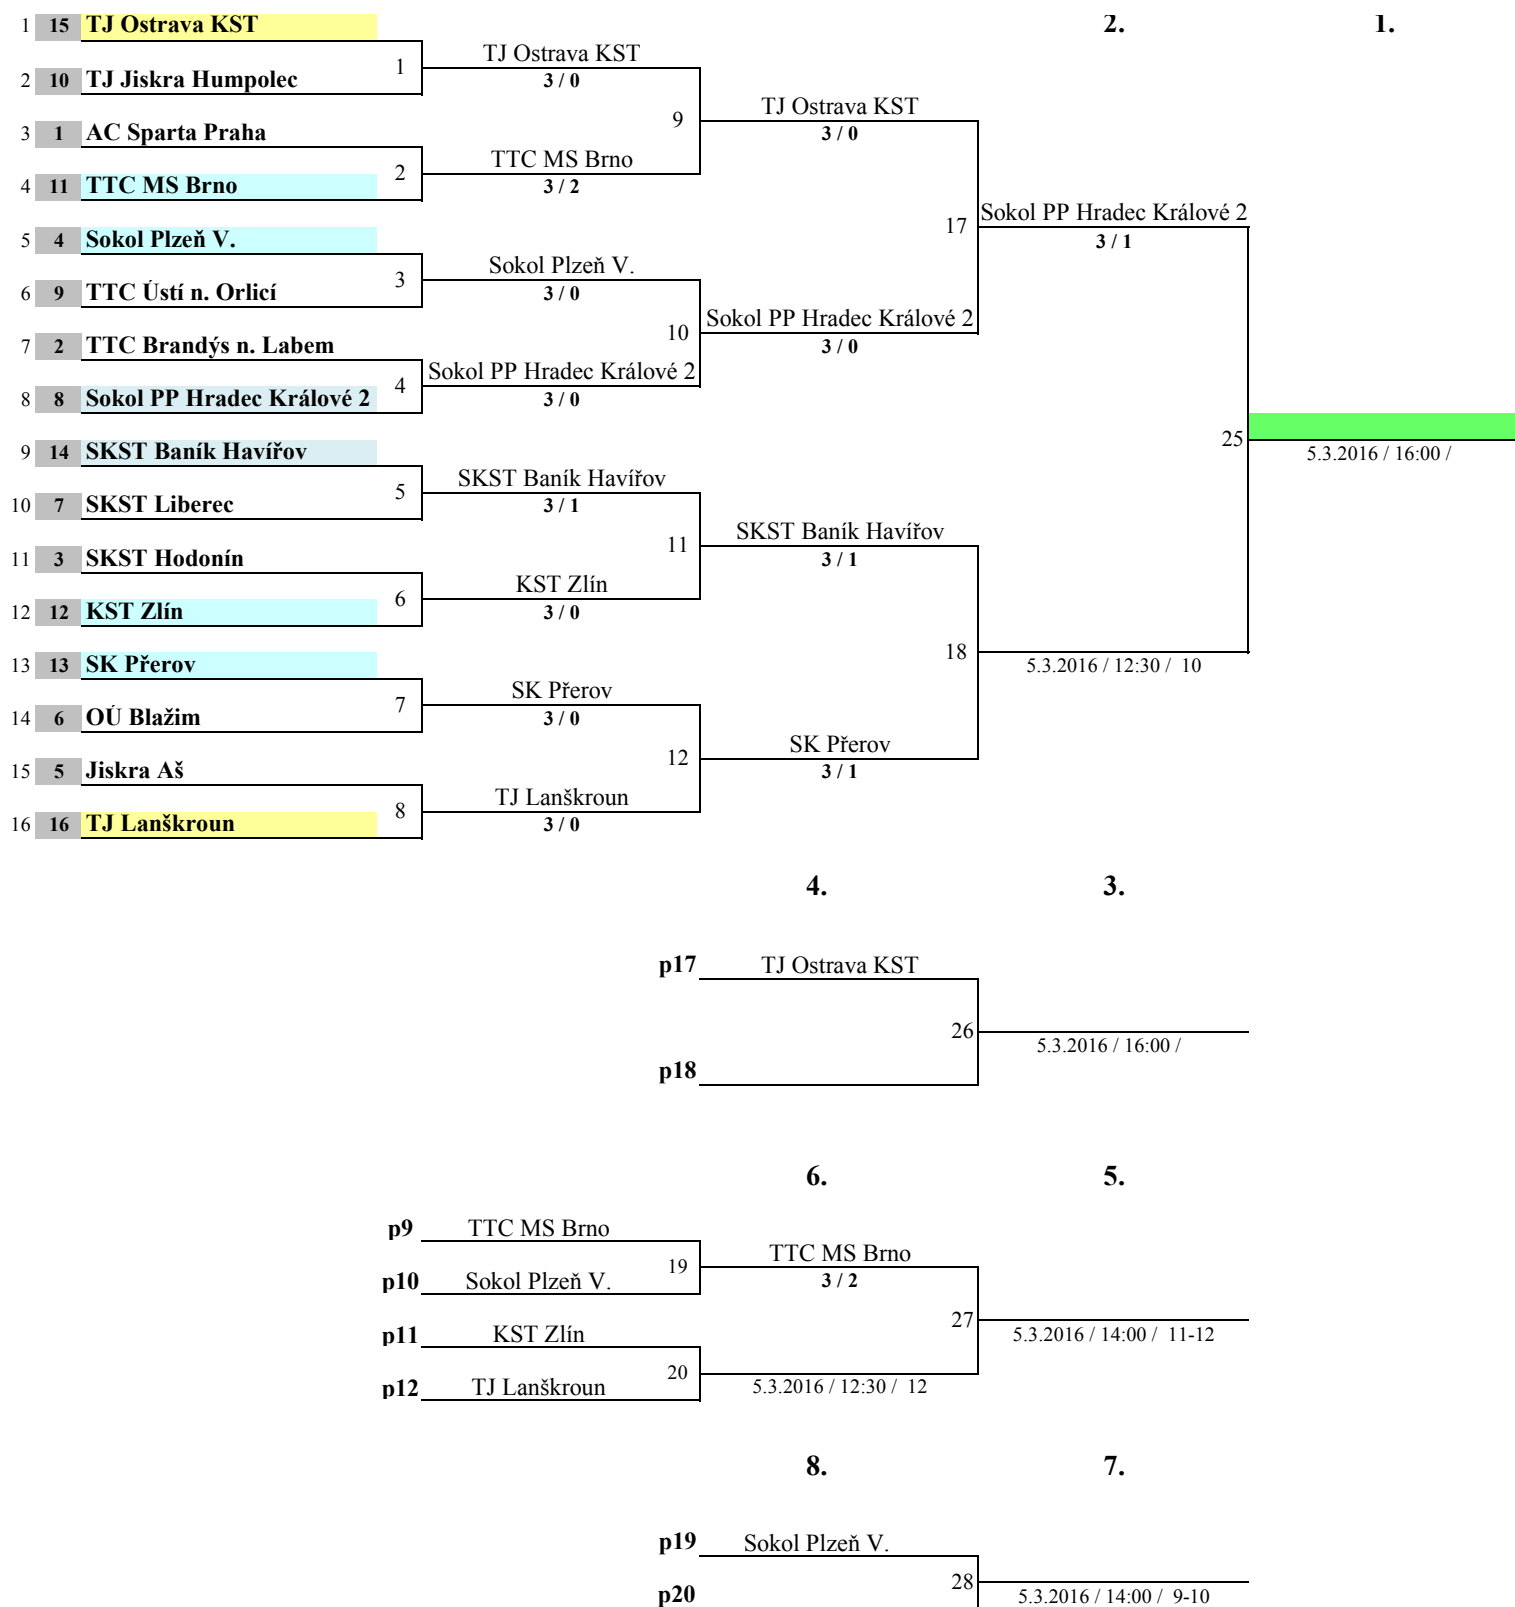 2. 1.
1 15 TJ Ostrava KST
TJ Ostrava KST
1
3 / 0
2 10 TJ Jiskra Humpolec
TJ Ostrava KST
9
3 / 0
3 1 AC Sparta Praha
TTC MS Brno
2
3 / 2
4 11 TTC MS Brno
Sokol PP Hradec Králové 2
17
3 / 1
5 4 Sokol Plzeň V.
Sokol Plzeň V.
3
3 / 0
6 9 TTC Ústí n. Orlicí
Sokol PP Hradec Králové 2
10
3 / 0
7 2 TTC Brandýs n. Labem
Sokol PP Hradec Králové 2
4
3 / 0
8 8 Sokol PP Hradec Králové 2
25
5.3.2016 / 16:00 /
9 14 SKST Baník Havířov
SKST Baník Havířov
5
3 / 1
10 7 SKST Liberec
SKST Baník Havířov
11
3 / 1
11 3 SKST Hodonín
KST Zlín
6
3 / 0
12 12 KST Zlín
18
5.3.2016 / 12:30 / 10
13 13 SK Přerov
SK Přerov
7
3 / 0
14 6 OÚ Blažim
SK Přerov
12
3 / 1
15 5 Jiskra Aš
TJ Lanškroun
8
3 / 0
16 16 TJ Lanškroun
4. 3.
p17 TJ Ostrava KST
26
5.3.2016 / 16:00 /
p18
6. 5.
p9 TTC MS Brno
TTC MS Brno
19
3 / 2
p10 Sokol Plzeň V.
27
5.3.2016 / 14:00 / 11-12
p11 KST Zlín
20
5.3.2016 / 12:30 / 12
p12 TJ Lanškroun
8. 7.
p19 Sokol Plzeň V.
28
5.3.2016 / 14:00 / 9-10
p20